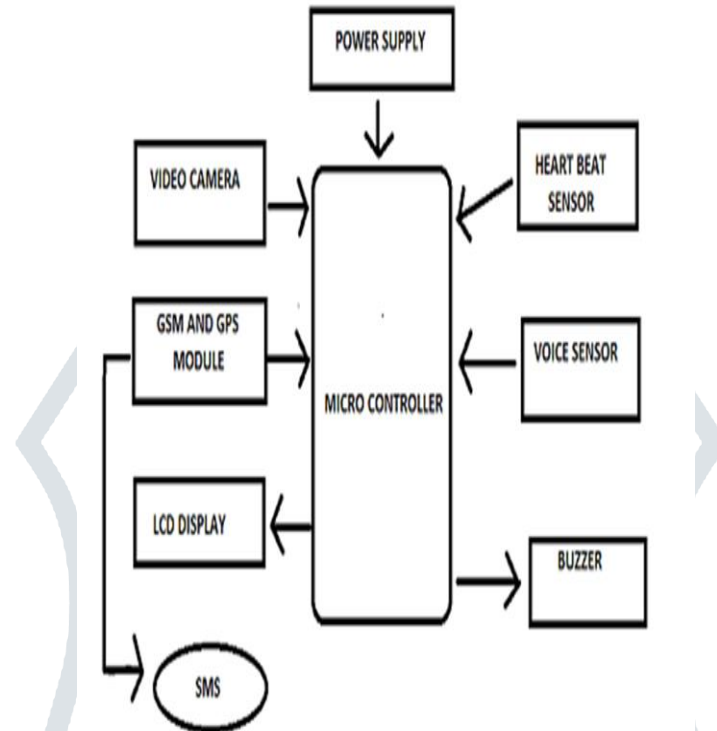 POWER SUPPLY
VIDEO CAMERA
HEART BEAT
SENSOR
GSM AND GPS
MODULE
VOICE SENSOR
MICRO CONTROLLER
LCD DISPLAY
BUZZER
SMS